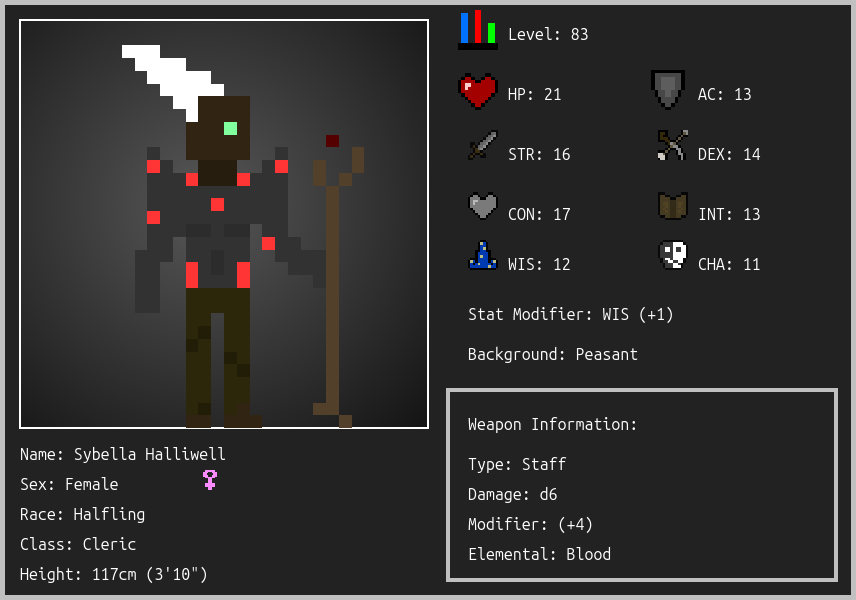 Level: 83
HP: 21
AC: 13
STR: 16
DEX: 14
CON: 17
INT: 13
WIS: 12
CHA: 11
Stat Modifier: WIS (+1)
Background: Peasant
Weapon Information:
Type: Staff
Damage: d6
Modifier: (+4)
Elemental: Blood
Name: Sybella Halliwell
Sex: Female
Race: Halfling
Class: Cleric
Height: 117cm (3'10")